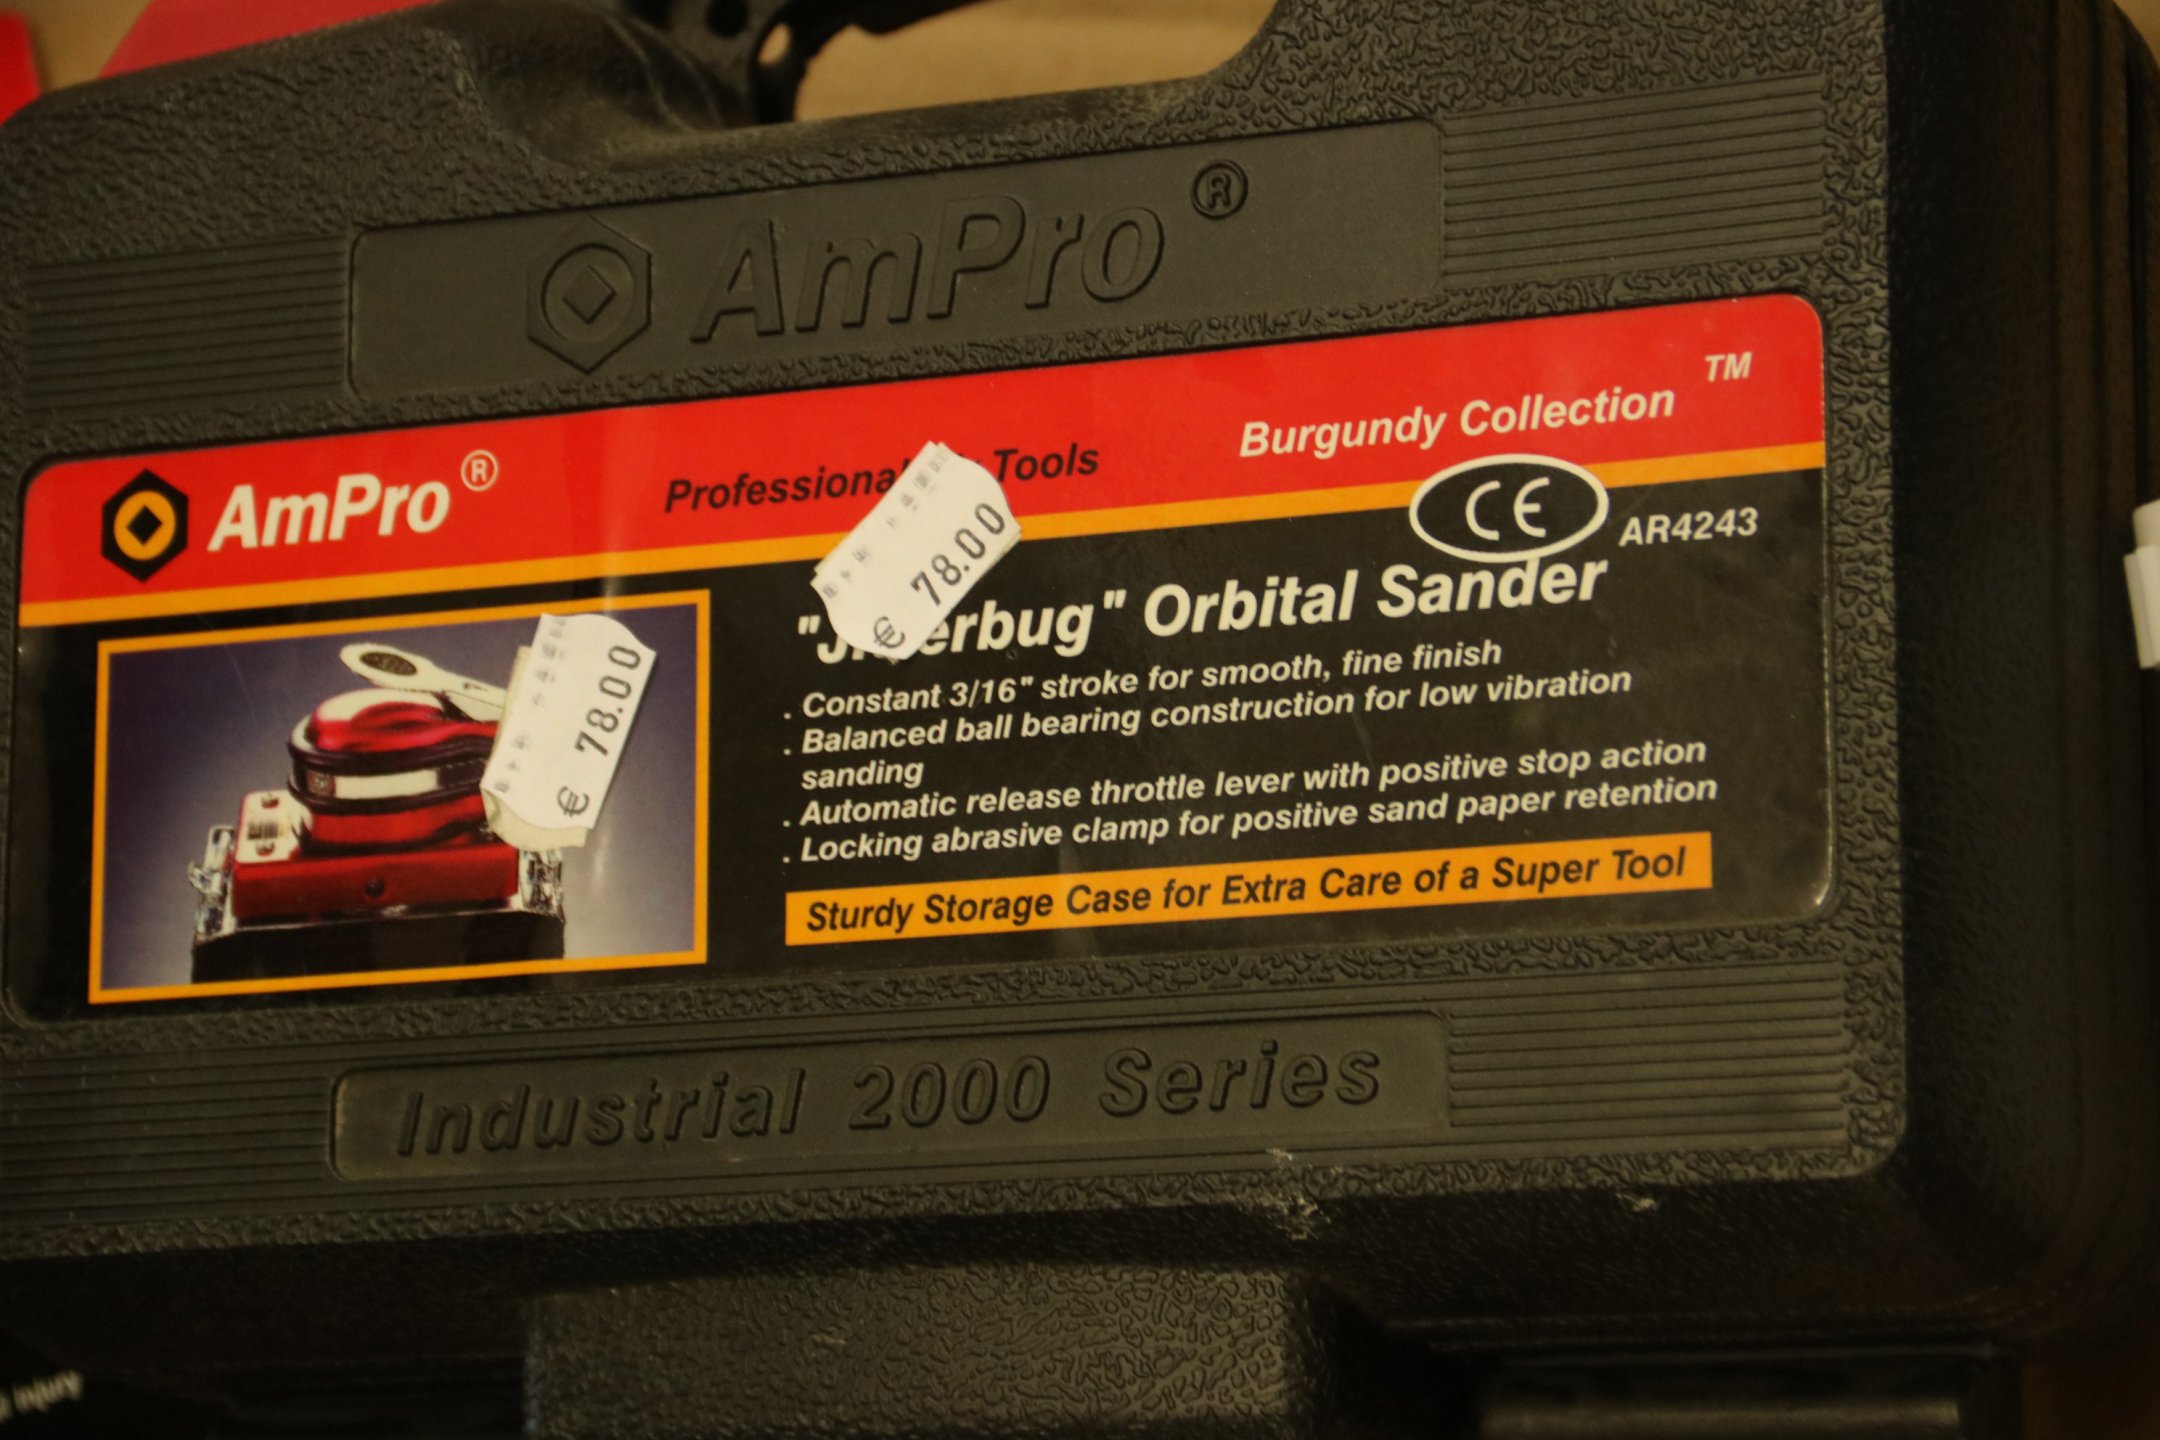 AmPro®
AmPro®
Professional Tools
Burgundy Collection ™
CE
AR4243
€ 78.00
€ 78.00
Orbital Sander
. Constant 3/16" stroke for smooth, fine finish
. Balanced ball bearing construction for low vibration
sanding
. Automatic release throttle lever with positive stop action
. Locking abrasive clamp for positive sand paper retention
Sturdy Storage Case for Extra Care of a Super Tool
Industrial 2000 Series